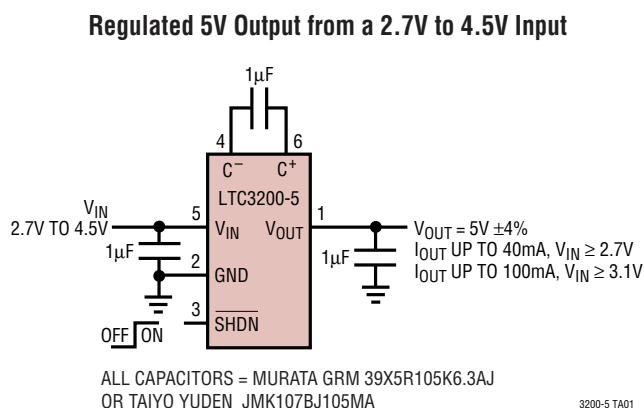 Regulated 5V Output from a 2.7V to 4.5V Input
1µF
4
6
C–
C+
LTC3200-5
VIN
2.7V TO 4.5V
5
VIN
VOUT
1
VOUT = 5V ±4%
IOUT UP TO 40mA, VIN ≥ 2.7V
IOUT UP TO 100mA, VIN ≥ 3.1V
1µF
1µF
2
GND
3
SHDN
OFF ON
ALL CAPACITORS = MURATA GRM 39X5R105K6.3AJ
OR TAIYO YUDEN JMK107BJ105MA
3200-5 TA01